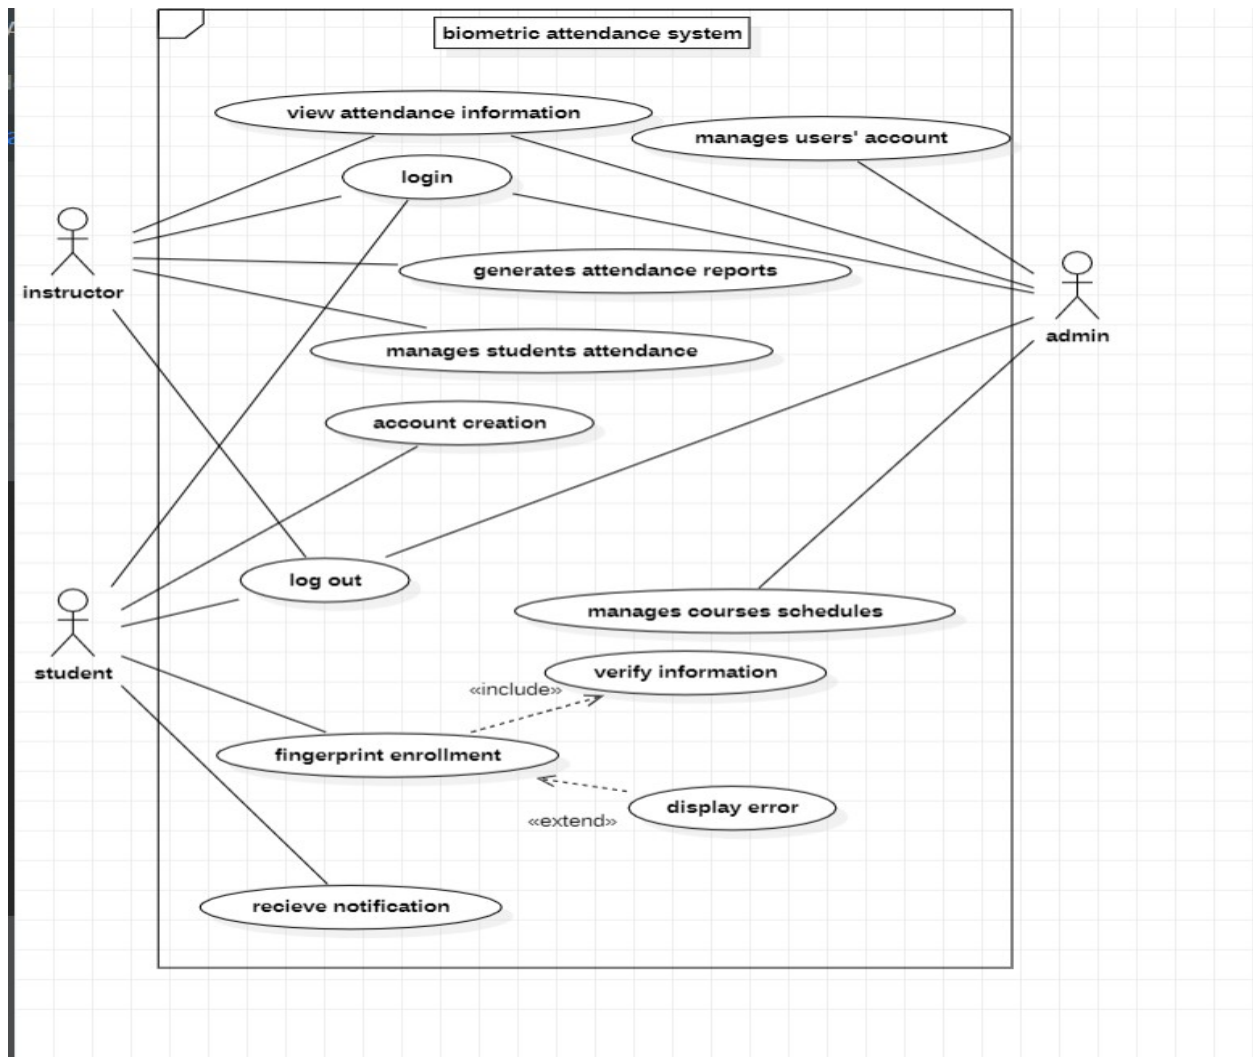 biometric attendance system
view attendance information
manages users' account
login
generates attendance reports
instructor
admin
manages students attendance
account creation
log out
manages courses schedules
student
verify information
«include»
fingerprint enrollment
display error
«extend»
recieve notification